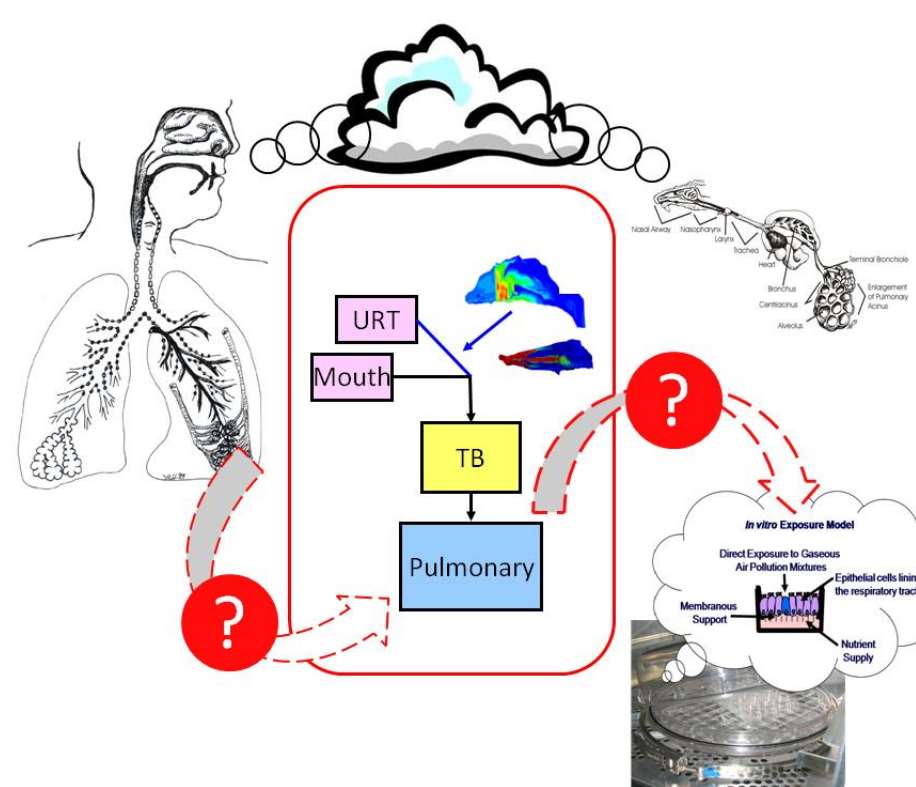 Nasal Airway
Nasopharynx
Larynx
Trachea
Heart
Bronchus
Centriacinus
Alveolus
Terminal Bronchiole
Enlargement
of Pulmonary
Acinus
URT
Mouth
TB
Pulmonary
?
?
In vitro Exposure Model
Direct Exposure to Gaseous
Air Pollution Mixtures
Epithelial cells lining
the respiratory tract
Membranous
Support
Nutrient
Supply